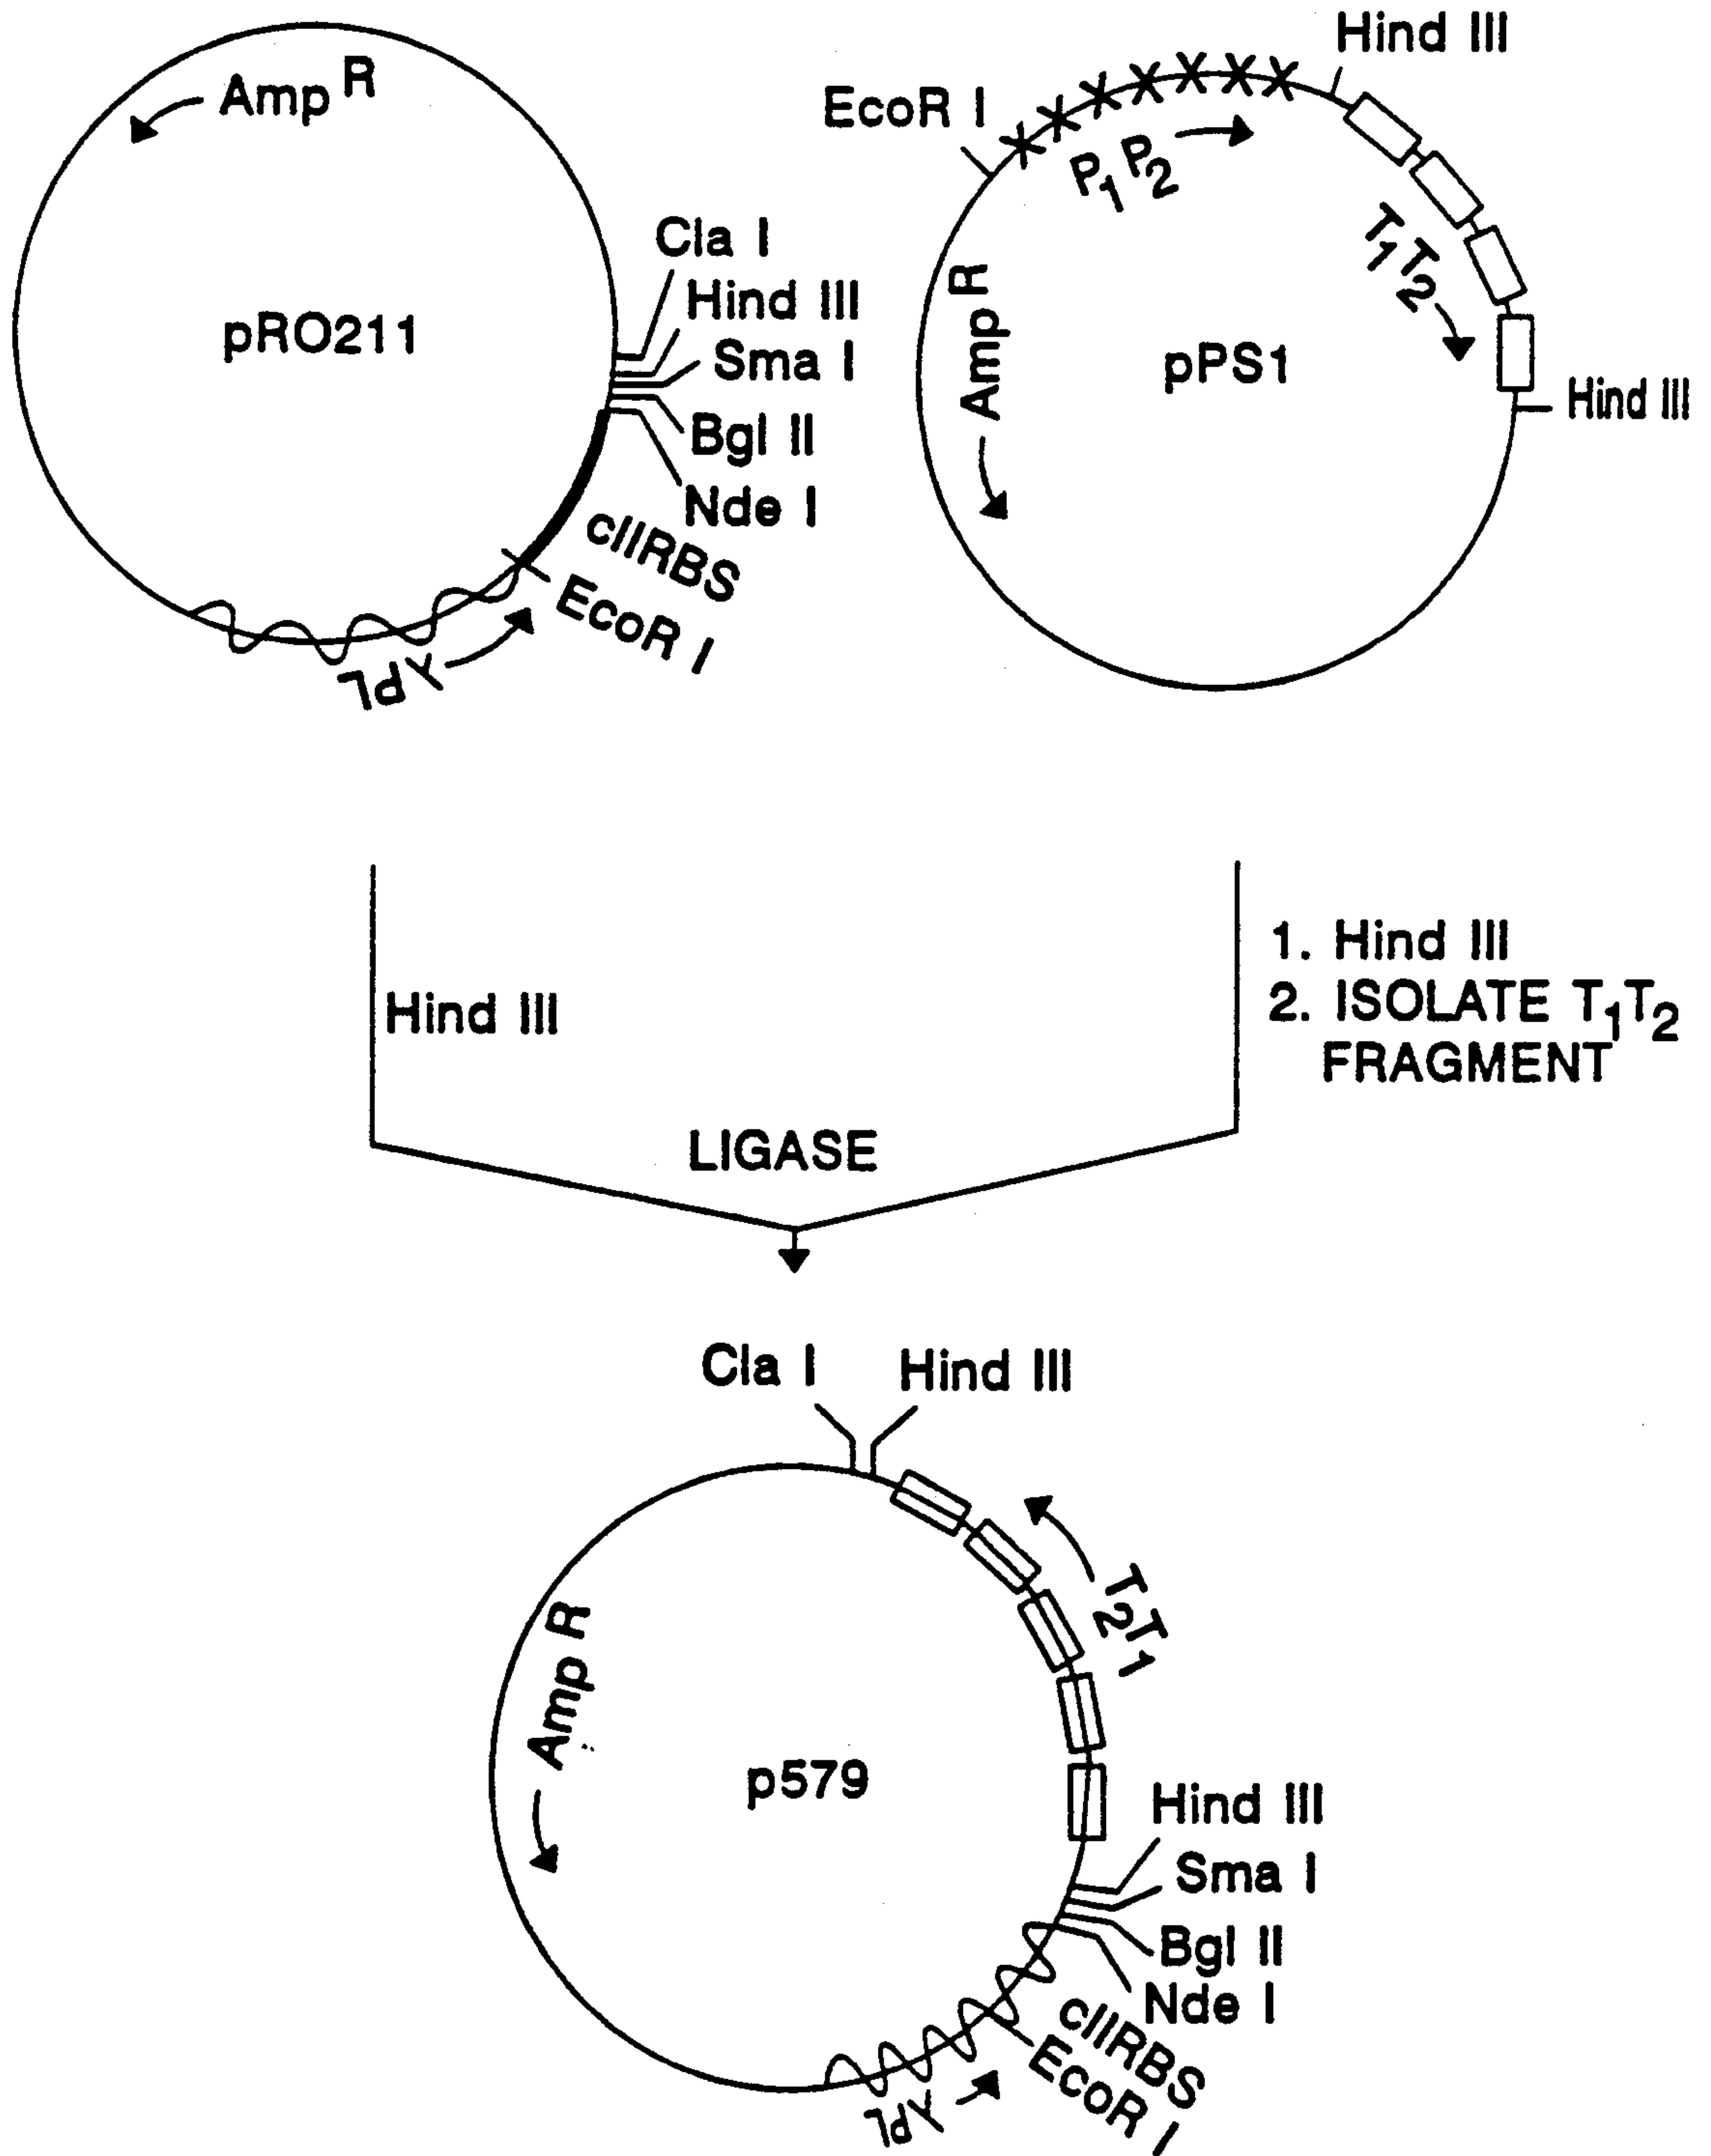 Amp R
pRO211
Cla I
Hind III
Sma I
Bgl II
Nde I
cIIRBS
EcoR I
λPL
Hind III
EcoR I
P1P2
T1T2
Amp R
pPS1
Hind III
Hind III
1. Hind III
2. ISOLATE T1T2
FRAGMENT
LIGASE
Cla I
Hind III
T2T1
Amp R
p579
Hind III
Sma I
Bgl II
Nde I
cIIRBS
EcoR I
λPL